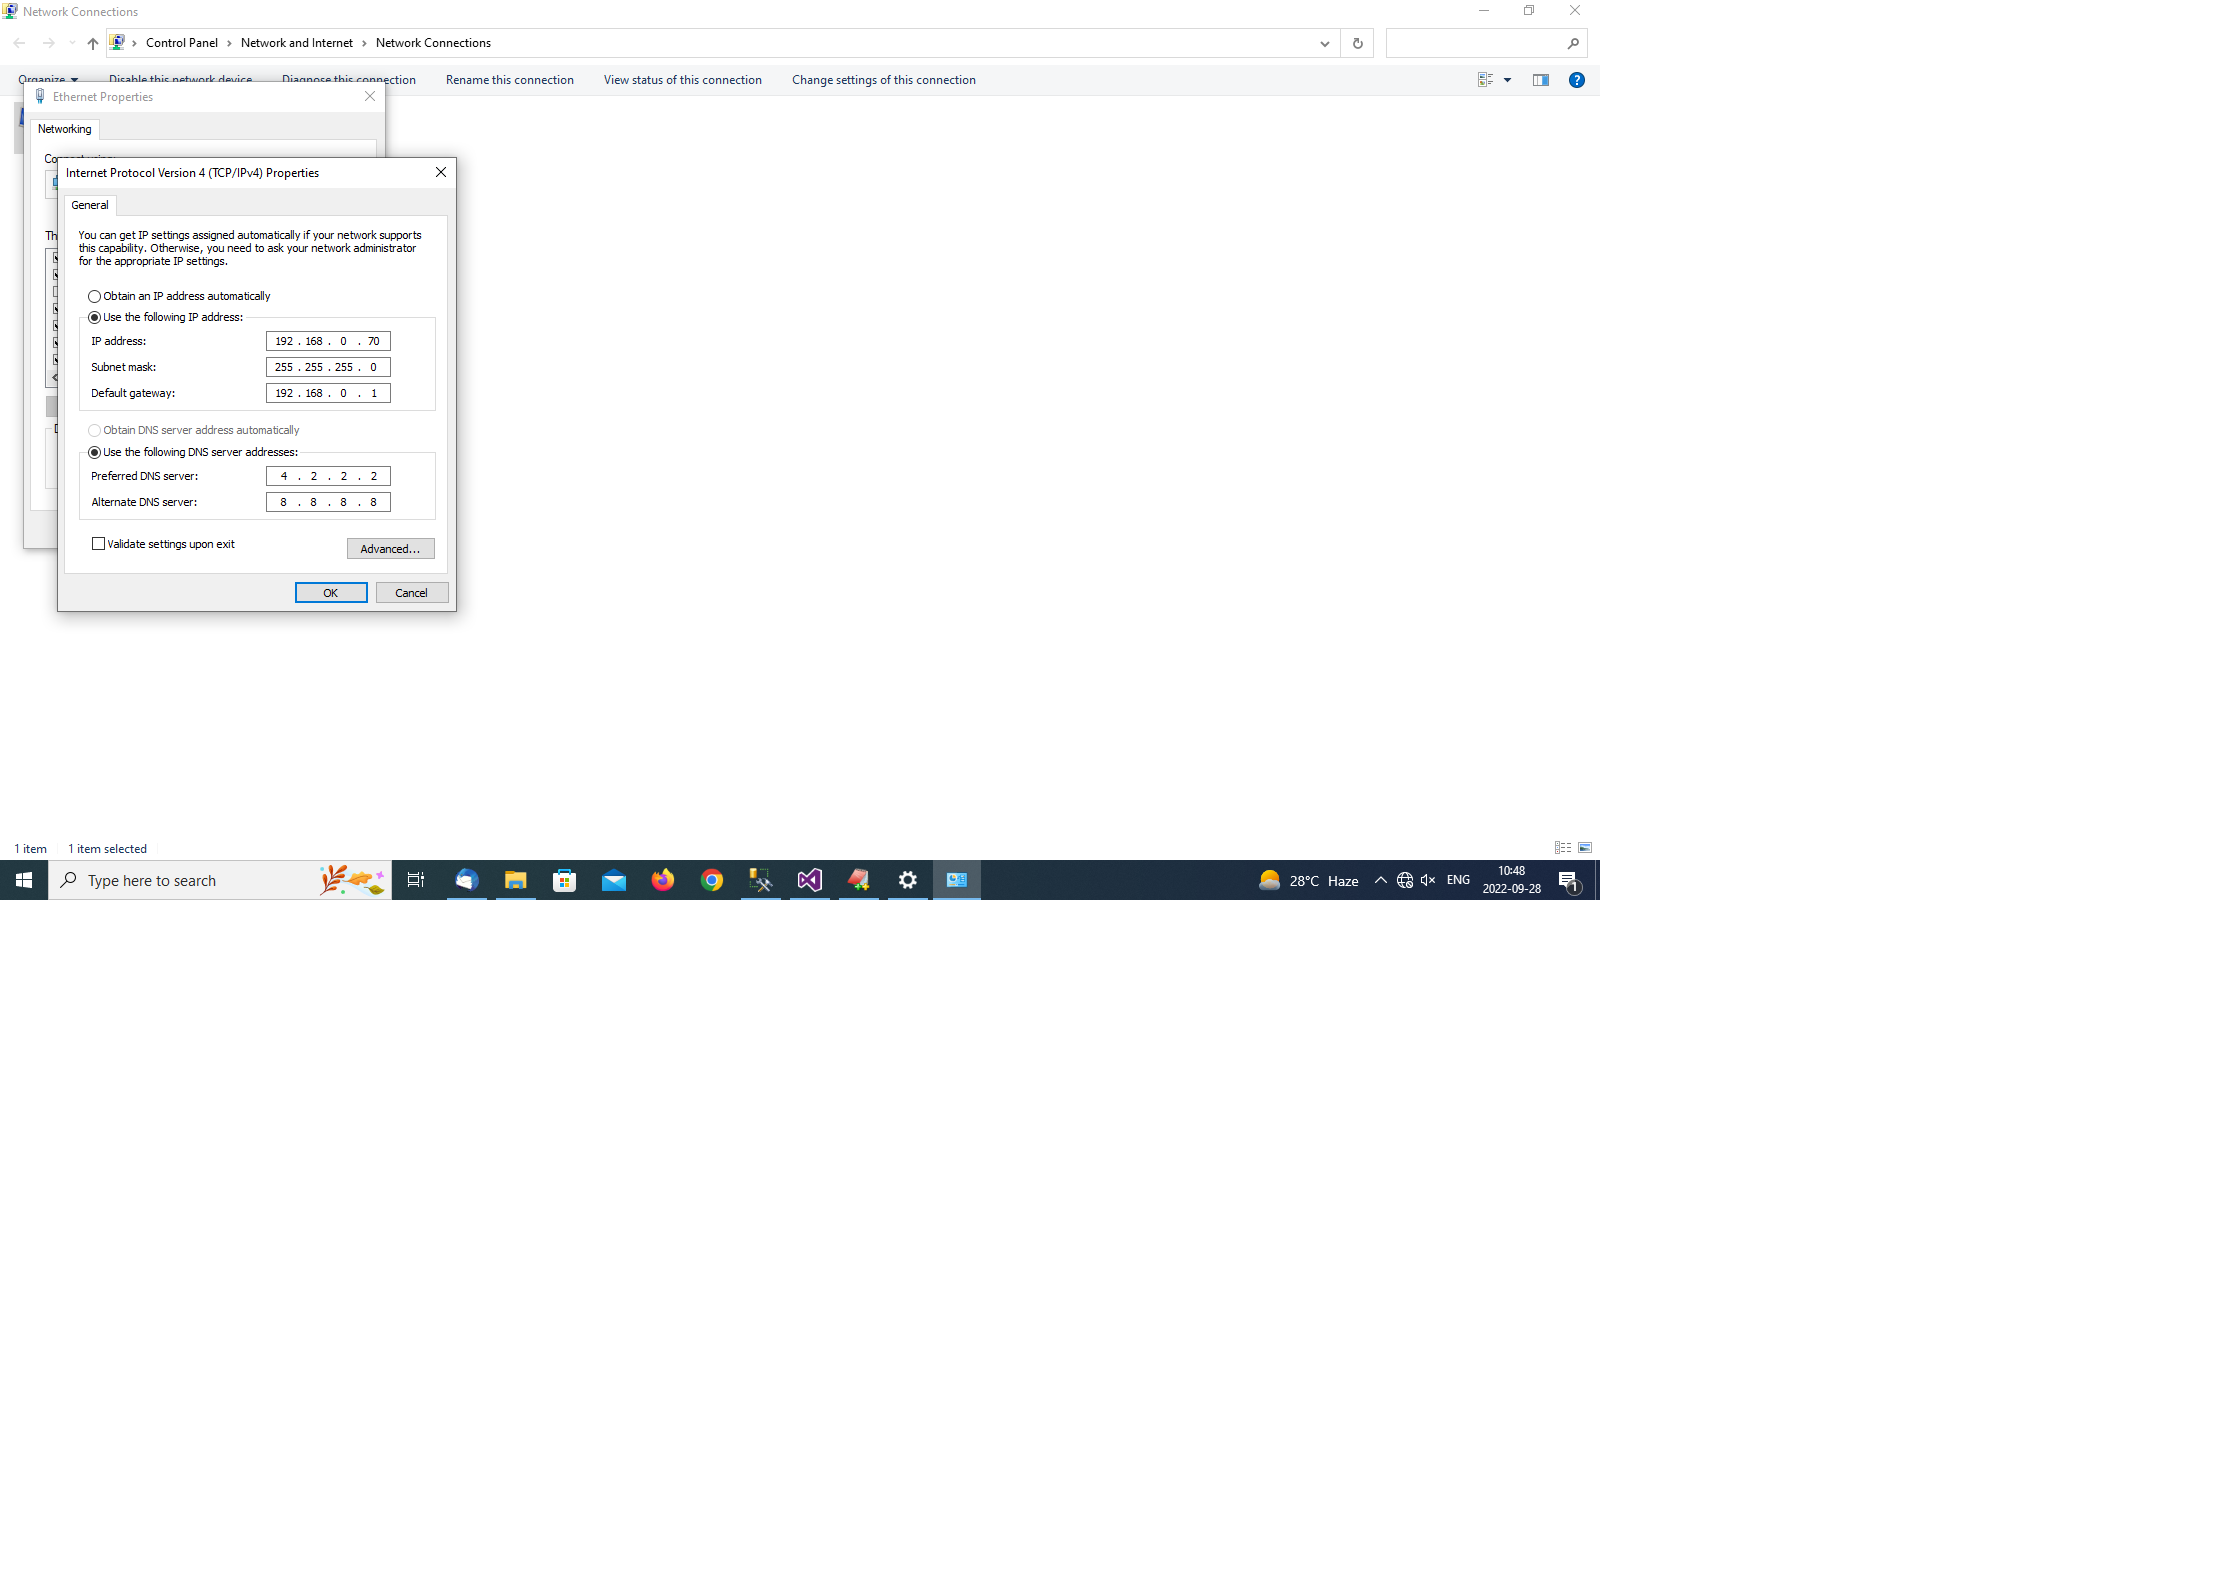 Network Connections
Control Panel › Network and Internet › Network Connections
Organize Disable this network device Diagnose this connection Rename this connection View status of this connection Change settings of this connection
Ethernet Properties
Networking
Internet Protocol Version 4 (TCP/IPv4) Properties
General
You can get IP settings assigned automatically if your network supports
this capability. Otherwise, you need to ask your network administrator
for the appropriate IP settings.
Obtain an IP address automatically
Use the following IP address:
IP address: 192 . 168 . 0 . 70
Subnet mask: 255 . 255 . 255 . 0
Default gateway: 192 . 168 . 0 . 1
Obtain DNS server address automatically
Use the following DNS server addresses:
Preferred DNS server: 4 . 2 . 2 . 2
Alternate DNS server: 8 . 8 . 8 . 8
Validate settings upon exit
Advanced...
OK Cancel
1 item 1 item selected
Type here to search
28°C Haze ENG 10:48
2022-09-28
1